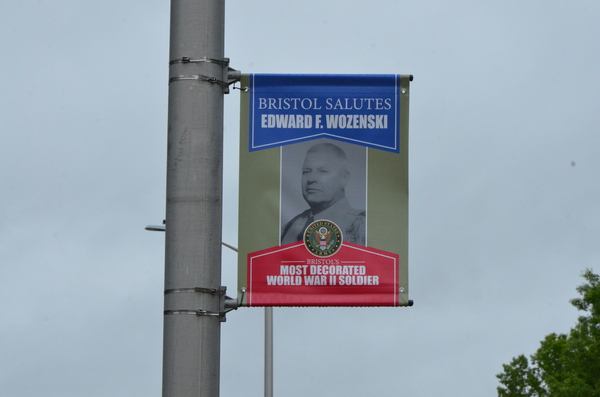 BRISTOL SALUTES
EDWARD F. WOZENSKI
BRISTOL'S
MOST DECORATED
WORLD WAR II SOLDIER